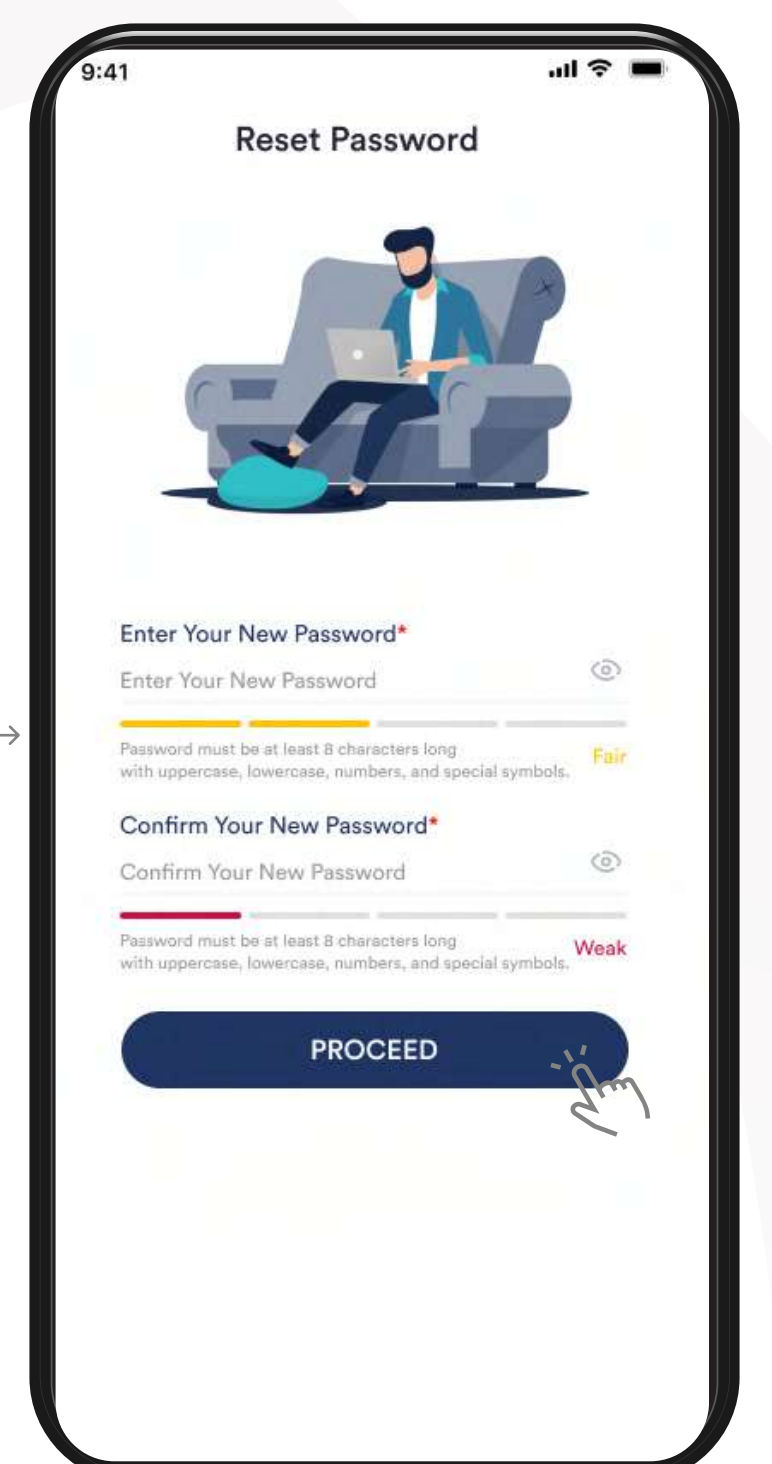 9:41
Reset Password
Enter Your New Password*
Enter Your New Password
Password must be at least 8 characters long
with uppercase, lowercase, numbers, and special symbols.
Fair
Confirm Your New Password*
Confirm Your New Password
Password must be at least 8 characters long
with uppercase, lowercase, numbers, and special symbols.
Weak
PROCEED